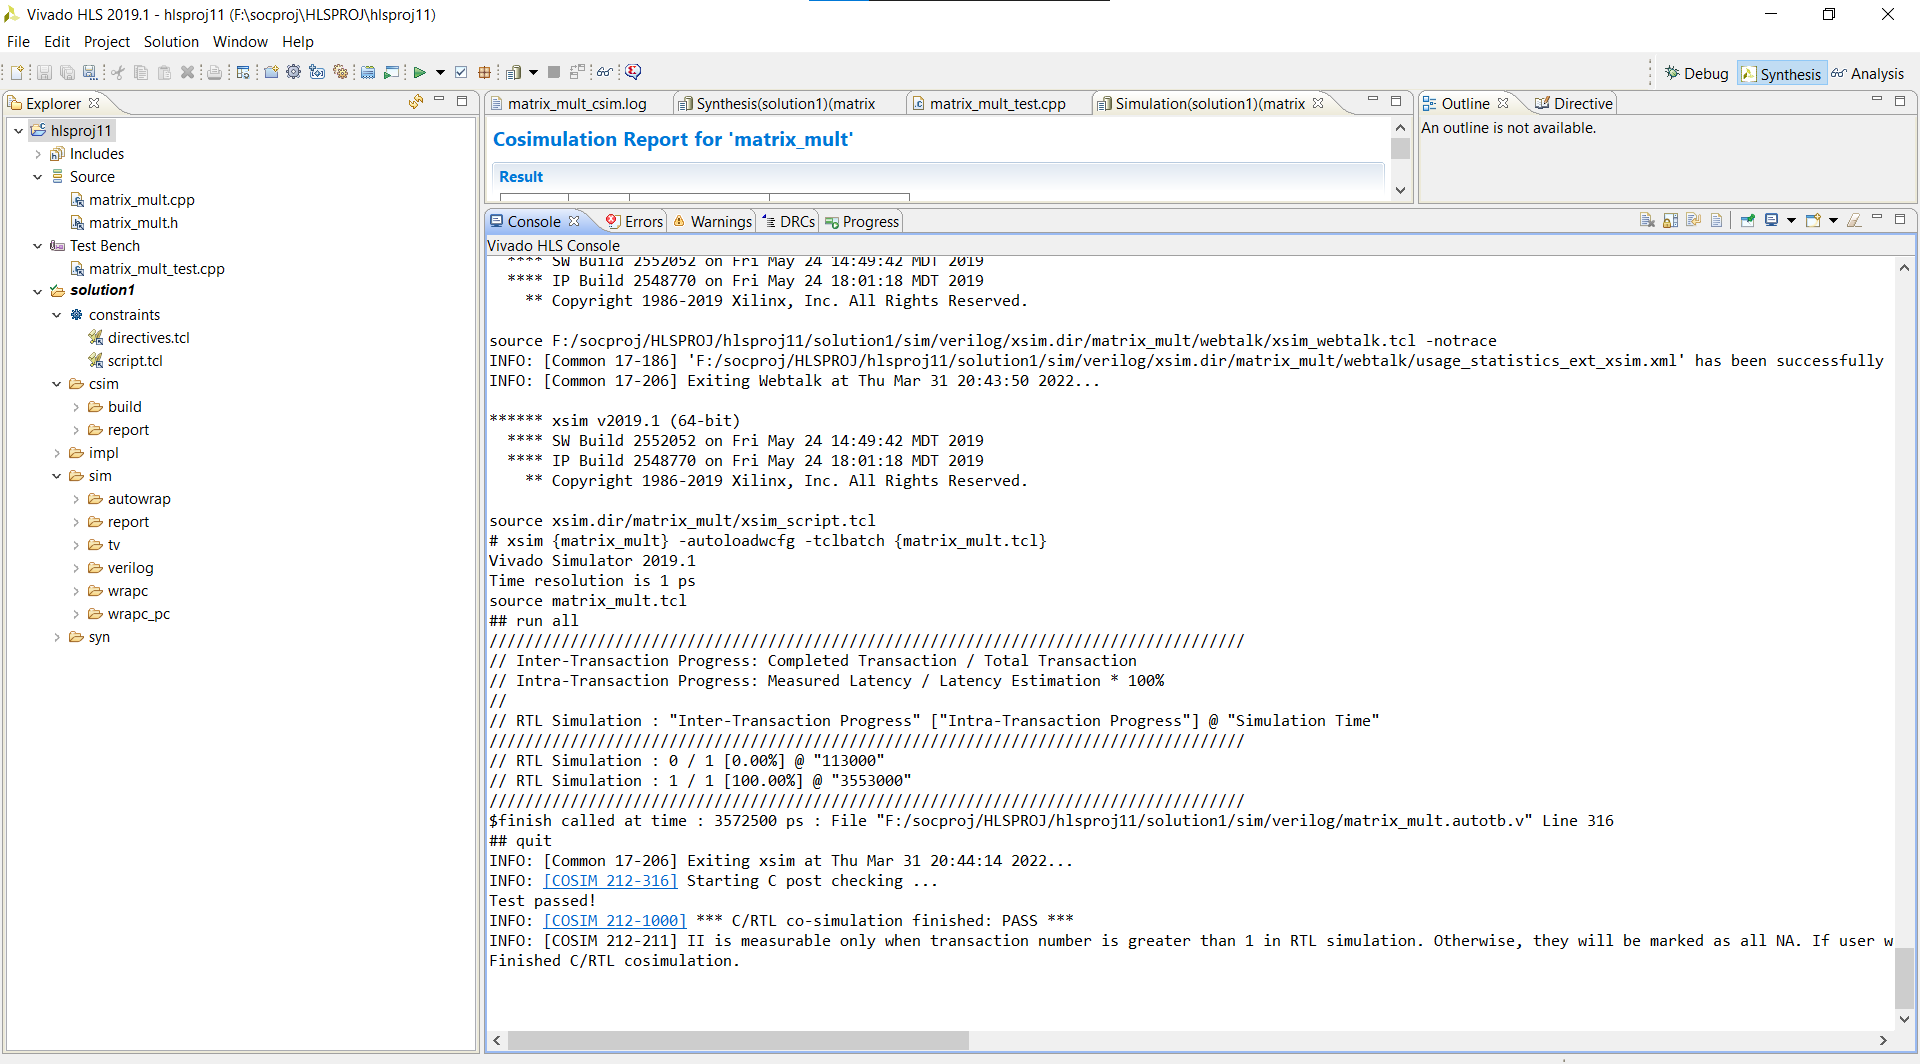 Vivado HLS 2019.1 - hlsproj11 (F:\socproj\HLSPROJ\hlsproj11)
File Edit Project Solution Window Help
Debug Synthesis Analysis
Explorer
hlsproj11
Includes
Source
matrix_mult.cpp
matrix_mult.h
Test Bench
matrix_mult_test.cpp
solution1
constraints
directives.tcl
script.tcl
csim
build
report
impl
sim
autowrap
report
tv
verilog
wrapc
wrapc_pc
syn
matrix_mult_csim.log Synthesis(solution1)(matrix matrix_mult_test.cpp Simulation(solution1)(matrix
Cosimulation Report for 'matrix_mult'
Result
Outline Directive
An outline is not available.
Console Errors Warnings DRCs Progress
Vivado HLS Console
**** SW Build 2552052 on Fri May 24 14:49:42 MDT 2019
**** IP Build 2548770 on Fri May 24 18:01:18 MDT 2019
** Copyright 1986-2019 Xilinx, Inc. All Rights Reserved.
source F:/socproj/HLSPROJ/hlsproj11/solution1/sim/verilog/xsim.dir/matrix_mult/webtalk/xsim_webtalk.tcl -notrace
INFO: [Common 17-186] 'F:/socproj/HLSPROJ/hlsproj11/solution1/sim/verilog/xsim.dir/matrix_mult/webtalk/usage_statistics_ext_xsim.xml' has been successfully
INFO: [Common 17-206] Exiting Webtalk at Thu Mar 31 20:43:50 2022...
****** xsim v2019.1 (64-bit)
**** SW Build 2552052 on Fri May 24 14:49:42 MDT 2019
**** IP Build 2548770 on Fri May 24 18:01:18 MDT 2019
** Copyright 1986-2019 Xilinx, Inc. All Rights Reserved.
source xsim.dir/matrix_mult/xsim_script.tcl
# xsim {matrix_mult} -autoloadwcfg -tclbatch {matrix_mult.tcl}
Vivado Simulator 2019.1
Time resolution is 1 ps
source matrix_mult.tcl
## run all
////////////////////////////////////////////////////////////////////////////////////
// Inter-Transaction Progress: Completed Transaction / Total Transaction
// Intra-Transaction Progress: Measured Latency / Latency Estimation * 100%
//
// RTL Simulation : "Inter-Transaction Progress" ["Intra-Transaction Progress"] @ "Simulation Time"
////////////////////////////////////////////////////////////////////////////////////
// RTL Simulation : 0 / 1 [0.00%] @ "113000"
// RTL Simulation : 1 / 1 [100.00%] @ "3553000"
////////////////////////////////////////////////////////////////////////////////////
$finish called at time : 3572500 ps : File "F:/socproj/HLSPROJ/hlsproj11/solution1/sim/verilog/matrix_mult.autotb.v" Line 316
## quit
INFO: [Common 17-206] Exiting xsim at Thu Mar 31 20:44:14 2022...
INFO: [COSIM 212-316] Starting C post checking ...
Test passed!
INFO: [COSIM 212-1000] *** C/RTL co-simulation finished: PASS ***
INFO: [COSIM 212-211] II is measurable only when transaction number is greater than 1 in RTL simulation. Otherwise, they will be marked as all NA. If user w
Finished C/RTL cosimulation.